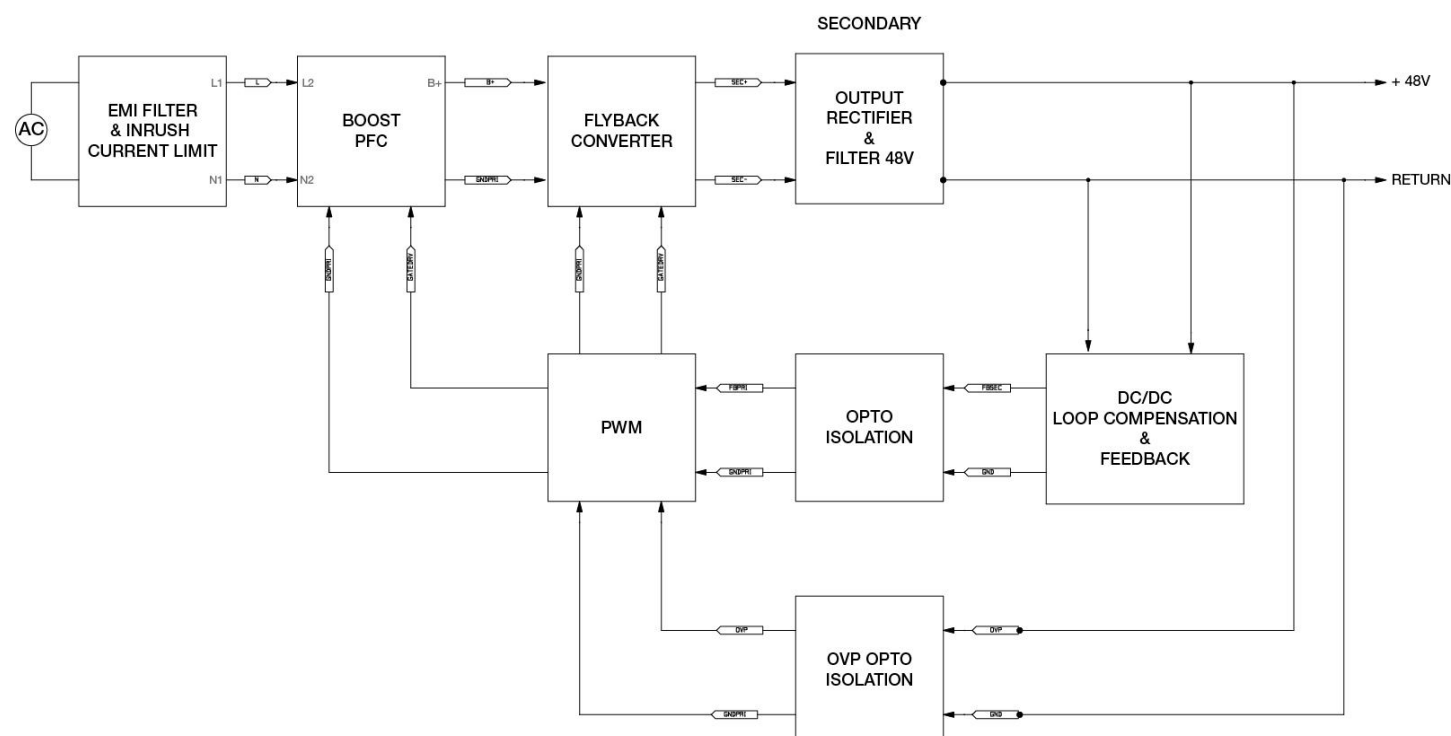 SECONDARY
AC
EMI FILTER
& INRUSH
CURRENT LIMIT
L1
N1
L
N
L2
N2
BOOST
PFC
B+
B+
GNDPRI
FLYBACK
CONVERTER
SEC+
SEC-
OUTPUT
RECTIFIER
&
FILTER 48V
+ 48V
RETURN
GNDPRI
GATEDRV
GNDPRI
GATEDRV
PWM
FBPRI
GNDPRI
OPTO
ISOLATION
FBSEC
GND
DC/DC
LOOP COMPENSATION
&
FEEDBACK
OVP
GNDPRI
OVP OPTO
ISOLATION
OVP
GND